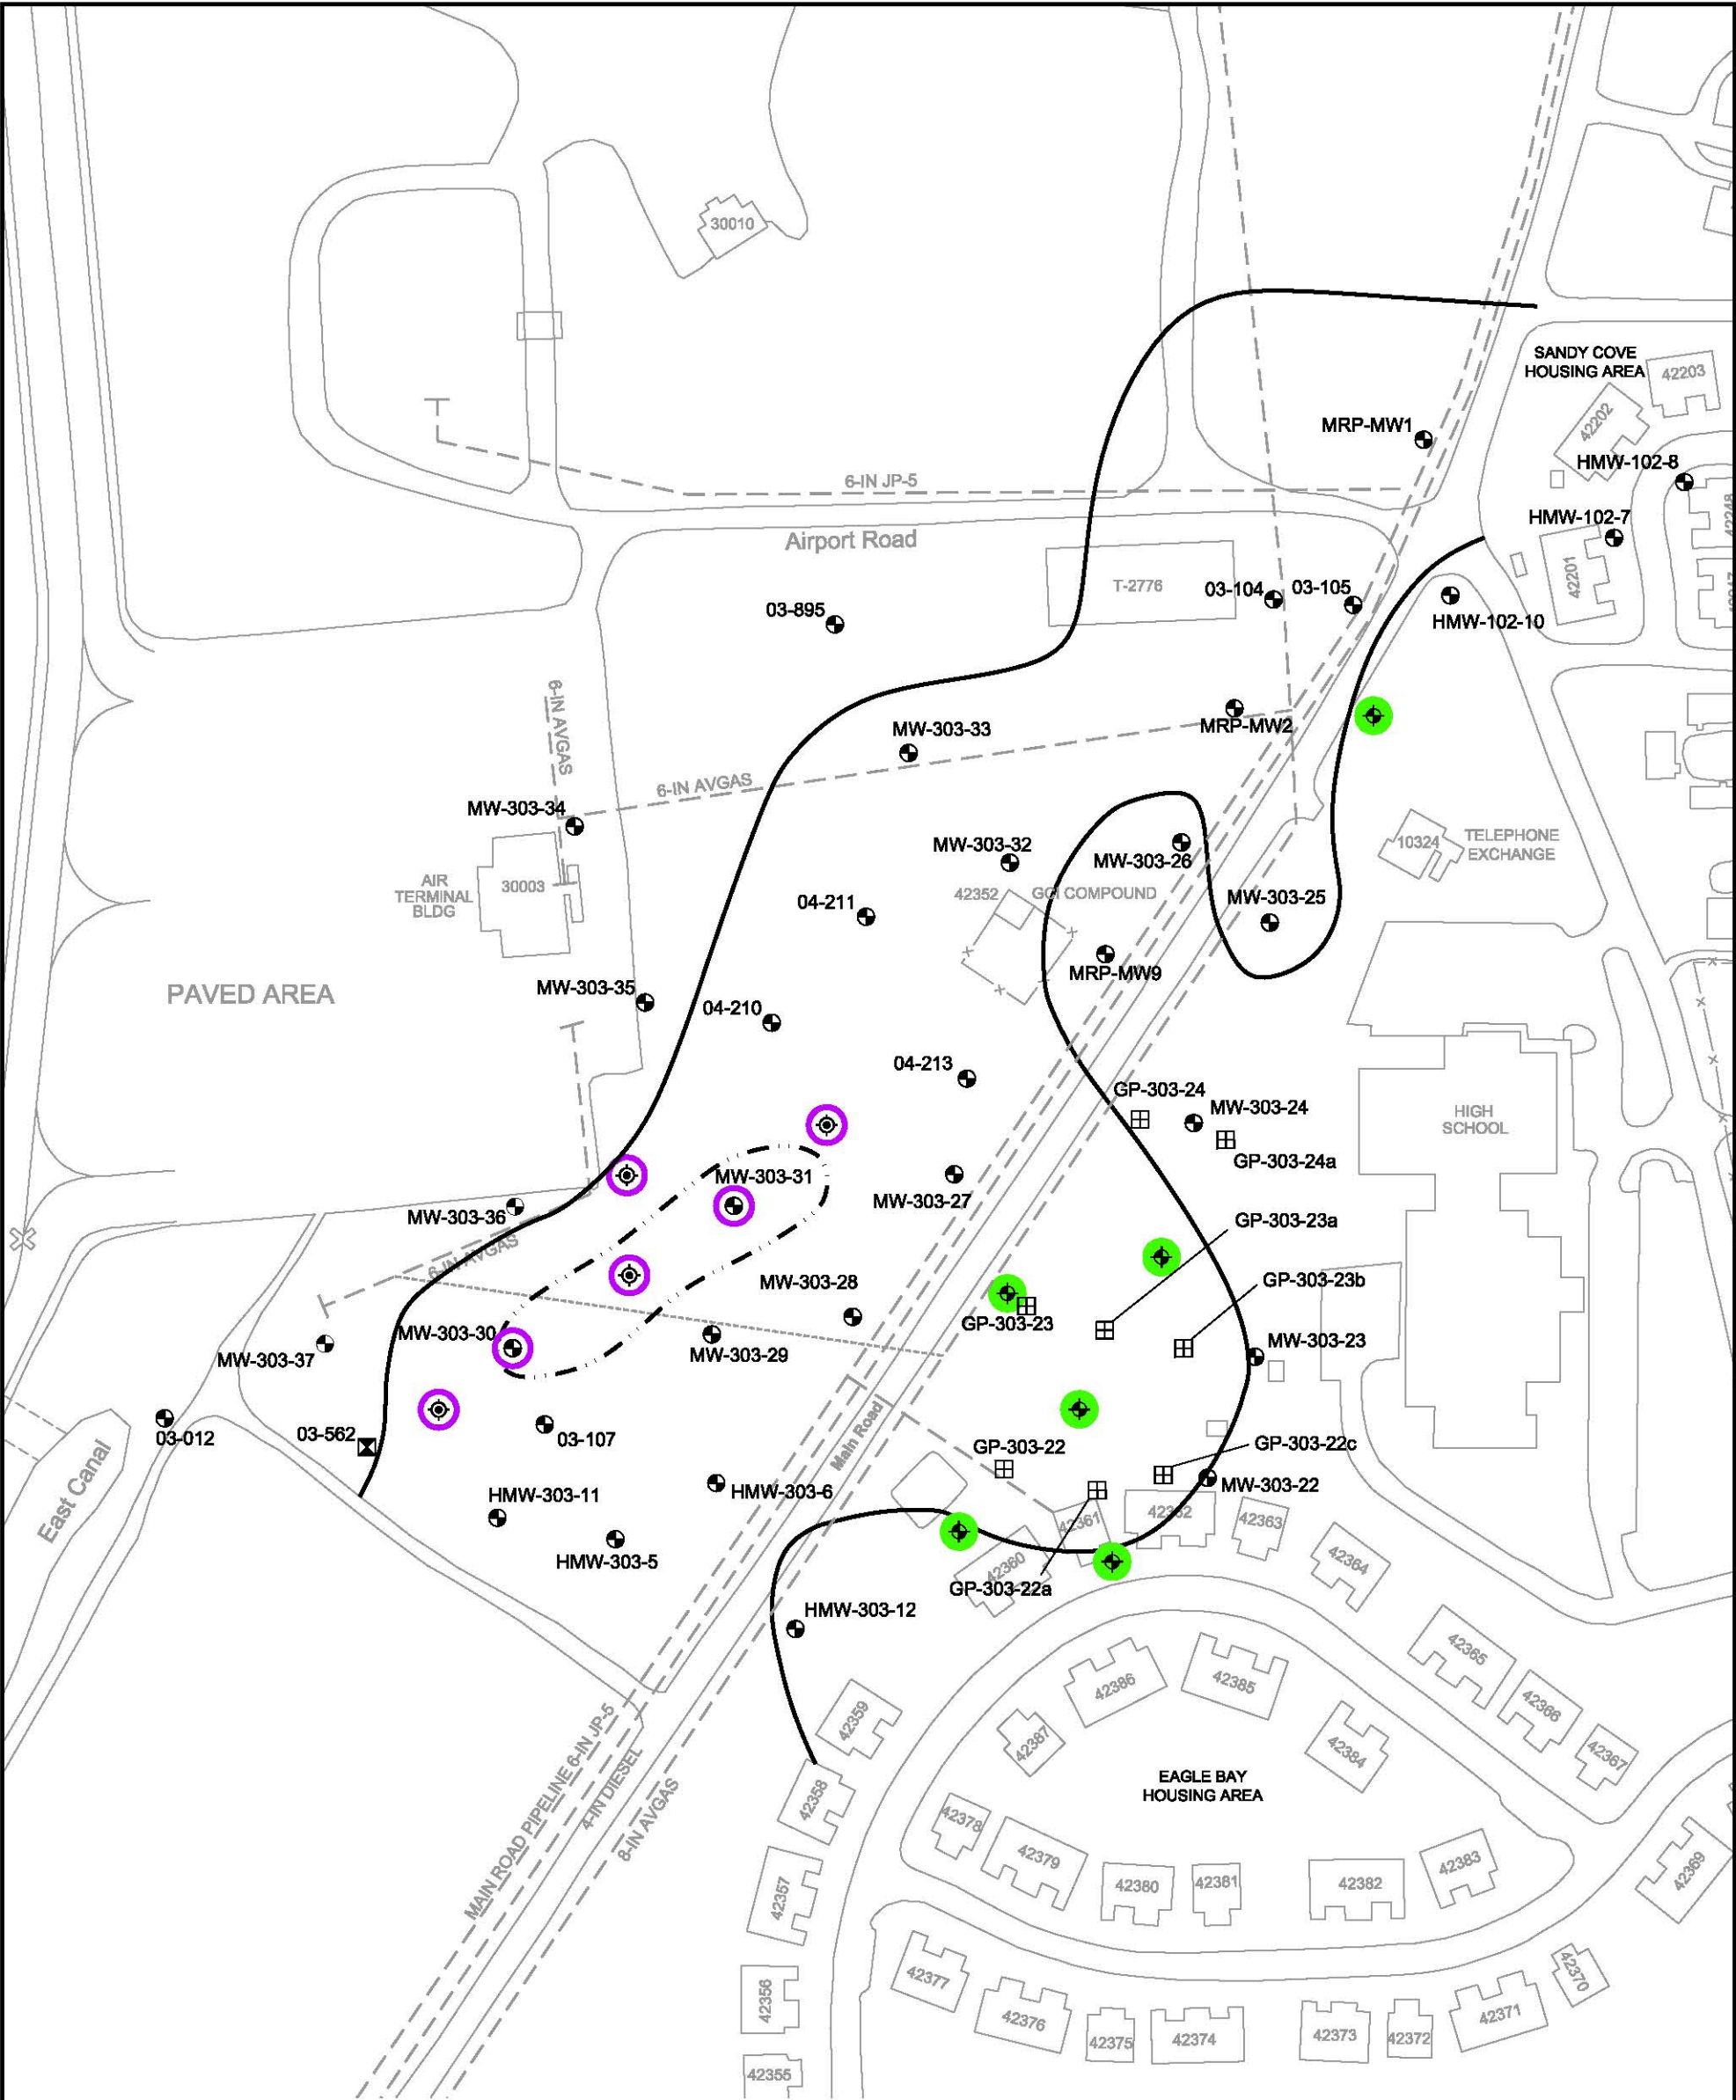 30010
SANDY COVE
HOUSING AREA
42203
42202
MRP-MW1
HMW-102-8
6-IN JP-5
HMW-102-7
42248
Airport Road
T-2776
03-104
03-105
42201
03-895
HMW-102-10
6-IN AVGAS
MRP-MW2
MW-303-33
6-IN AVGAS
MW-303-34
MW-303-32
MW-303-26
10324
TELEPHONE
EXCHANGE
AIR
TERMINAL
BLDG
30003
42352
GCI COMPOUND
MW-303-25
04-211
MRP-MW9
PAVED AREA
MW-303-35
04-210
04-213
GP-303-24
MW-303-24
HIGH
SCHOOL
GP-303-24a
MW-303-31
MW-303-27
MW-303-36
GP-303-23a
6-IN AVGAS
MW-303-28
GP-303-23b
MW-303-30
GP-303-23
MW-303-29
MW-303-23
MW-303-37
03-012
03-562
03-107
Main Road
GP-303-22
GP-303-22c
East Canal
HMW-303-11
HMW-303-6
MW-303-22
42361
42362
42363
HMW-303-5
42360
42364
GP-303-22a
HMW-303-12
42365
42386
42385
42366
42359
42387
42384
42367
MAIN ROAD PIPELINE 6-IN JP-5
4-IN DIESEL
8-IN AVGAS
EAGLE BAY
HOUSING AREA
42358
42378
42379
42383
42369
42357
42380
42381
42382
42377
42370
42356
42376
42371
42375
42374
42373
42372
42355